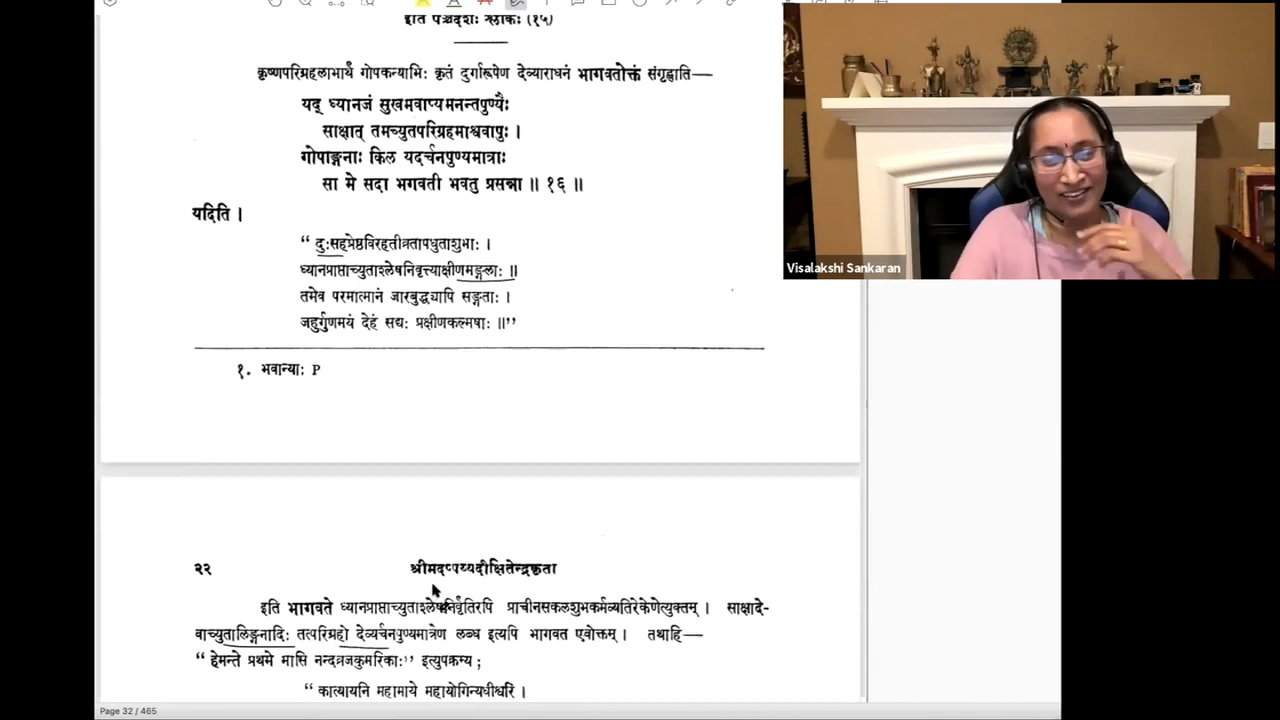 इति पञ्चदशः श्लोकः (१५)
कृष्णपरिग्रहलाभार्थं गोपकन्याभिः कृतं दुर्गारूपेण देव्याराधनं भागवतोक्तं संगृह्णाति—
यद् ध्यानजं सुखमवाप्यमनन्तपुण्यैः
साक्षात् तमच्युतपरिग्रहमाश्ववापुः ।
गोपाङ्गनाः किल यदर्चनपुण्यमात्राः
सा मे सदा भगवती भवतु प्रसन्ना ॥ १६ ॥
यदिति ।
“ दुःसहप्रेष्ठविरहतीव्रतापधुताशुभाः ।
ध्यानप्राप्ताच्युताश्लेषनिवृत्त्याक्षीणमङ्गलाः ॥
तमेव परमात्मानं जारबुद्ध्यापि सङ्गताः ।
जहुर्गुणमयं देहं सद्यः प्रक्षीणकल्मषाः ॥”
१. भवान्याः P
२२
श्रीमदप्पय्यदीक्षितेन्द्रकृता
इति भागवते ध्यानप्राप्ताच्युताश्लेषनिर्वृतिरपि प्राचीनसकलशुभकर्मव्यतिरेकेणेत्युक्तम् । साक्षादे-
वाच्युतालिङ्गनादिः तत्परिग्रहो देव्यर्चनपुण्यमात्रेण लब्ध इत्यपि भागवत एवोक्तम् । तथाहि—
“ हेमन्ते प्रथमे मासि नन्दव्रजकुमरिकाः” इत्युपक्रम्य ;
“ कात्यायनि महामाये महायोगिन्यधीश्वरि ।
Page 32 / 465
Visalakshi Sankaran